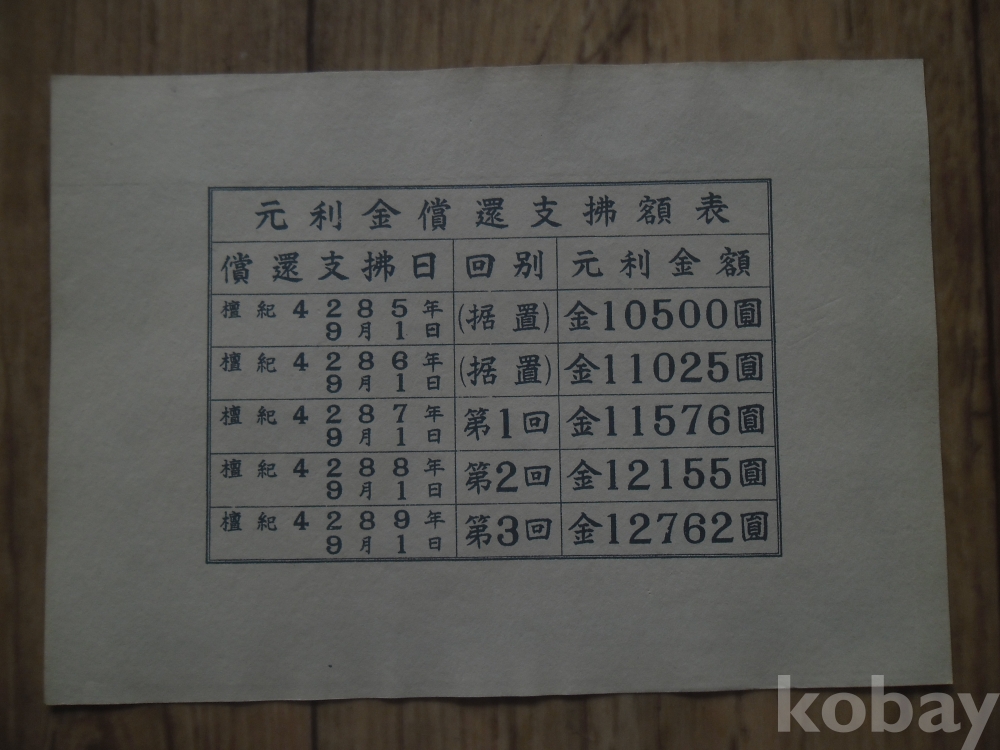 元利金償還支拂額表
償還支拂日 回別 元利金額
檀紀4285年9月1日 (据置) 金10500圓
檀紀4286年9月1日 (据置) 金11025圓
檀紀4287年9月1日 第1回 金11576圓
檀紀4288年9月1日 第2回 金12155圓
檀紀4289年9月1日 第3回 金12762圓
kobay